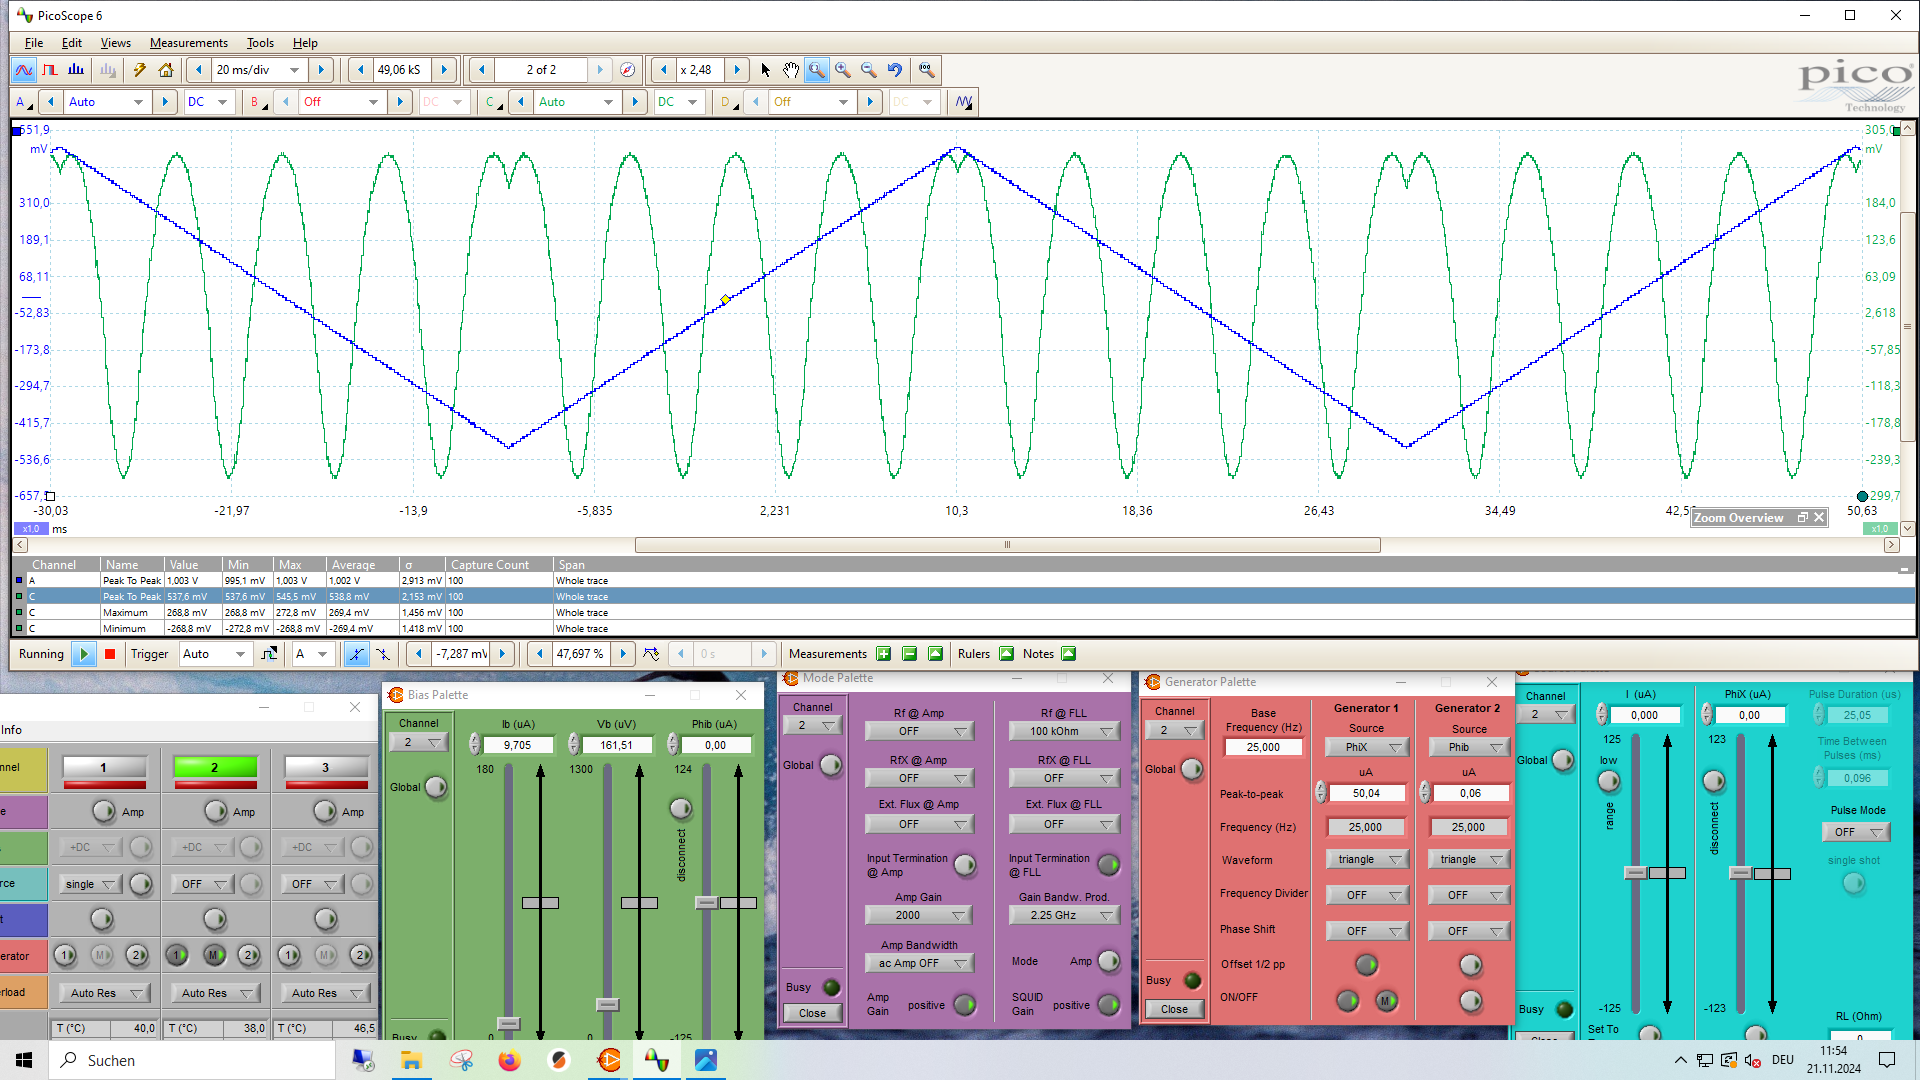 PicoScope 6
File Edit Views Measurements Tools Help
20 ms/div 49,06 kS 2 of 2 x 2,48
pico
Technology
A Auto DC B Off DC C Auto DC D Off DC
551,9 305,0
mV mV
310,0 184,0
189,1 123,6
68,11 63,09
-52,83 2,618
-173,8 -57,85
-294,7 -118,3
-415,7 -178,8
-536,6 -239,3
-657,5 -299,7
-30,03 -21,97 -13,9 -5,835 2,231 10,3 18,36 26,43 34,49 42,5 50,63
x1,0 ms Zoom Overview x1,0
Channel Name Value Min Max Average σ Capture Count Span
A Peak To Peak 1,003 V 995,1 mV 1,003 V 1,002 V 2,913 mV 100 Whole trace
C Peak To Peak 537,6 mV 537,6 mV 545,5 mV 538,8 mV 2,153 mV 100 Whole trace
C Maximum 268,8 mV 268,8 mV 272,8 mV 269,4 mV 1,456 mV 100 Whole trace
C Minimum -268,8 mV -272,8 mV -268,8 mV -269,4 mV 1,418 mV 100 Whole trace
Running Trigger Auto A -7,287 mV 47,697 % 0 s Measurements Rulers Notes
Info
1 2 3
Amp Amp Amp
+DC +DC +DC
single OFF OFF
1 M 2 1 M 2 1 M 2
Auto Res Auto Res Auto Res
T (°C) 40,0 T (°C) 38,0 T (°C) 46,5
Bias Palette
Channel
2
Global
Ib (uA) Vb (uV) Phib (uA)
9,705 161,51 0,00
180 1300 124
disconnect
0 0 -125
Busy
Mode Palette
Channel
2
Global
Rf @ Amp
OFF
RfX @ Amp
OFF
Ext. Flux @ Amp
OFF
Input Termination
@ Amp
Amp Gain
2000
Amp Bandwidth
ac Amp OFF
Amp
Gain positive
Rf @ FLL
100 kOhm
RfX @ FLL
OFF
Ext. Flux @ FLL
OFF
Input Termination
@ FLL
Gain Bandw. Prod.
2.25 GHz
Mode Amp
SQUID
Gain positive
Busy
Close
Generator Palette
Channel
2
Global
Base
Frequency (Hz)
25,000
Generator 1 Generator 2
Source Source
PhiX Phib
uA uA
Peak-to-peak 50,04 0,06
Frequency (Hz) 25,000 25,000
Waveform triangle triangle
Frequency Divider OFF OFF
Phase Shift OFF OFF
Offset 1/2 pp
ON/OFF M
Busy
Close
Channel
2
Global
I (uA) PhiX (uA)
0,000 0,00
125 123
low
range
disconnect
-125 -123
Set To
Pulse Duration (us)
25,05
Time Between
Pulses (ms)
0,096
Pulse Mode
OFF
single shot
RL (Ohm)
0
Busy
Close
Suchen
DEU
11:54
21.11.2024